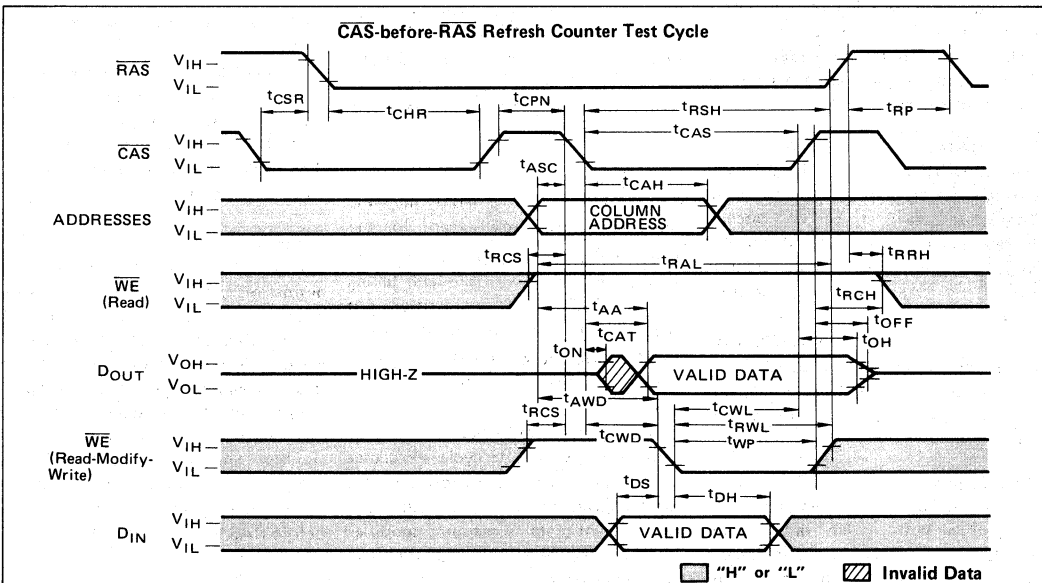 CAS-before-RAS Refresh Counter Test Cycle
RAS
VIH
VIL
tCSR
tCHR
tCPN
tRSH
tRP
CAS
VIH
VIL
tCAS
tASC
tCAH
ADDRESSES
VIH
VIL
COLUMN
ADDRESS
tRCS
tRAL
tRRH
WE
(Read)
VIH
VIL
tAA
tRCH
tCAT
tOFF
tON
tOH
DOUT
VOH
VOL
HIGH-Z
VALID DATA
tAWD
tCWL
tRCS
tRWL
WE
(Read-Modify-
Write)
VIH
VIL
tCWD
tWP
tDS
tDH
DIN
VIH
VIL
VALID DATA
"H" or "L"
Invalid Data